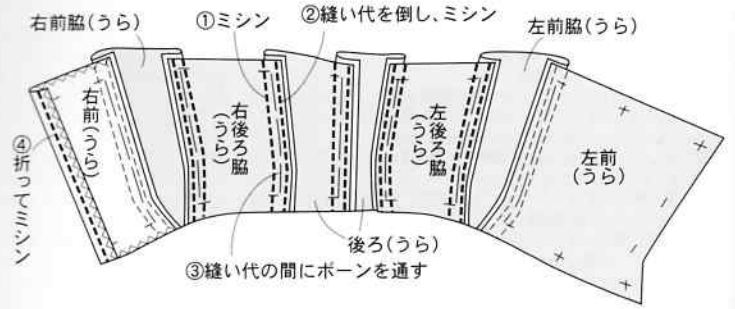 右前脇(うら)
①ミシン
②縫い代を倒し、ミシン
左前脇(うら)
右前(うら)
右後ろ脇
(うら)
左後ろ脇
(うら)
左前
(うら)
④折ってミシン
後ろ(うら)
③縫い代の間にボーンを通す